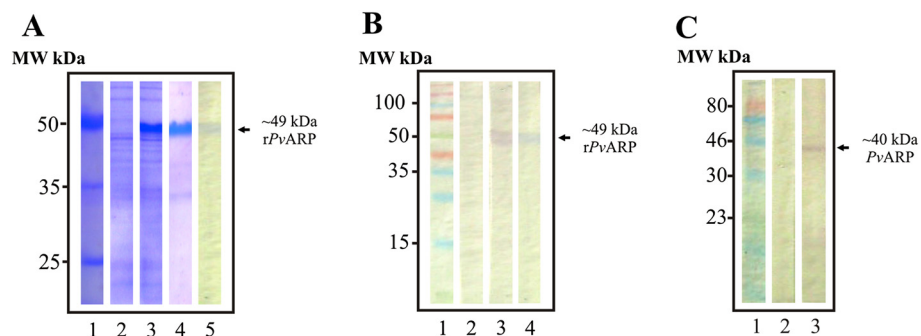 A
MW kDa
50
35
25
~49 kDa
rPvARP
1 2 3 4 5
B
MW kDa
100
50
35
15
~49 kDa
rPvARP
1 2 3 4
C
MW kDa
80
46
30
23
~40 kDa
PvARP
1 2 3